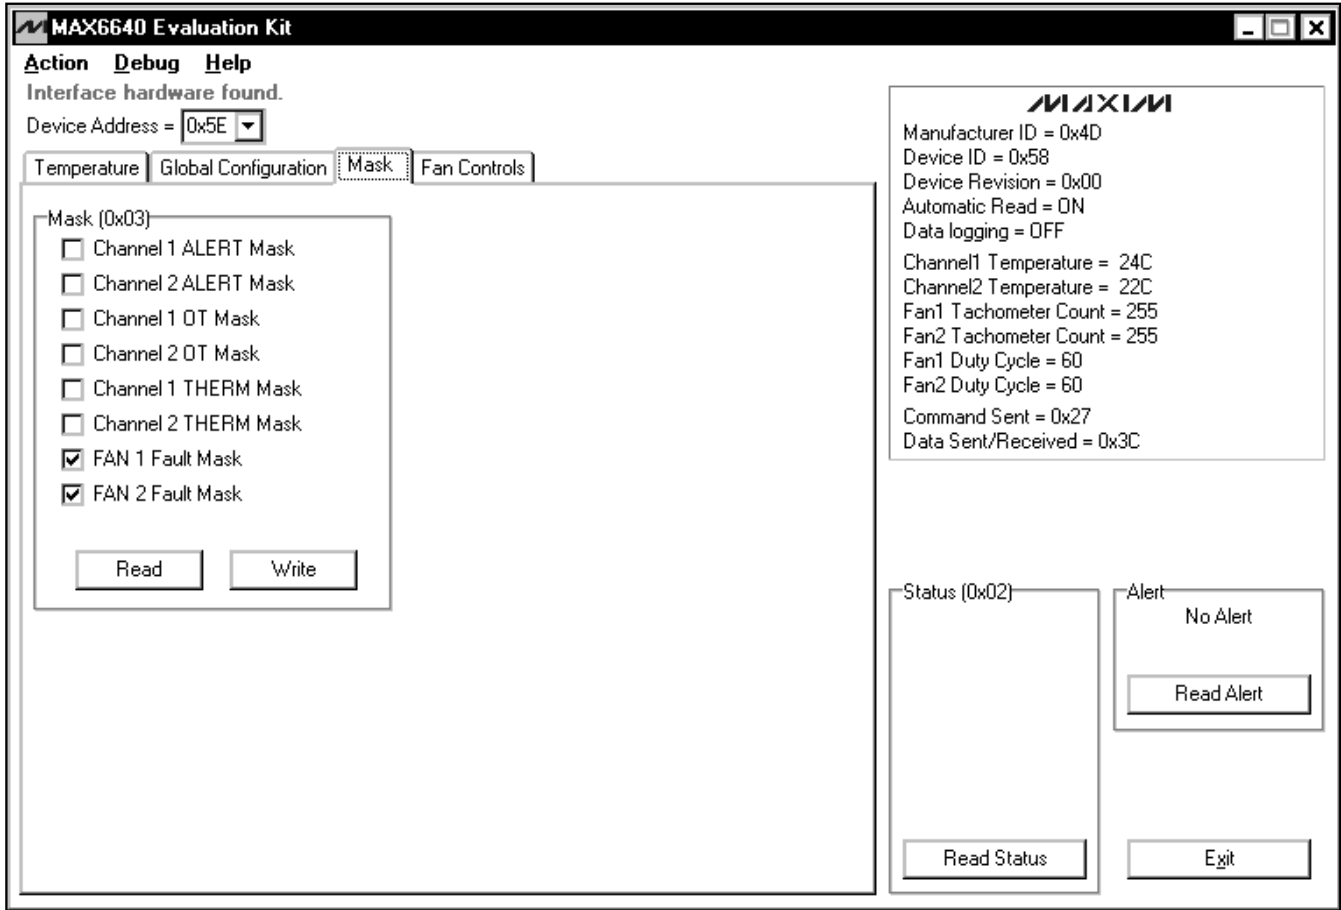 MAX6640 Evaluation Kit
Action Debug Help
Interface hardware found.
Device Address = 0x5E
Temperature Global Configuration Mask Fan Controls
Mask (0x03)
Channel 1 ALERT Mask
Channel 2 ALERT Mask
Channel 1 OT Mask
Channel 2 OT Mask
Channel 1 THERM Mask
Channel 2 THERM Mask
FAN 1 Fault Mask
FAN 2 Fault Mask
Read Write
MAXIM
Manufacturer ID = 0x4D
Device ID = 0x58
Device Revision = 0x00
Automatic Read = ON
Data logging = OFF
Channel1 Temperature = 24C
Channel2 Temperature = 22C
Fan1 Tachometer Count = 255
Fan2 Tachometer Count = 255
Fan1 Duty Cycle = 60
Fan2 Duty Cycle = 60
Command Sent = 0x27
Data Sent/Received = 0x3C
Status (0x02)
Read Status
Alert
No Alert
Read Alert
Exit